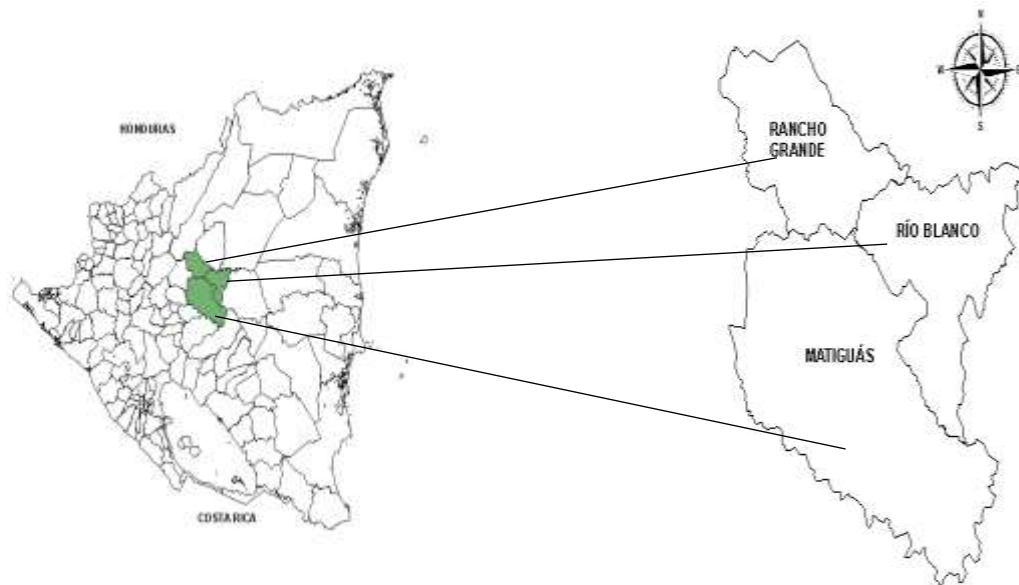 N
W
E
S
HONDURAS
RANCHO
GRANDE
RÍO BLANCO
MATIGUÁS
COSTA RICA